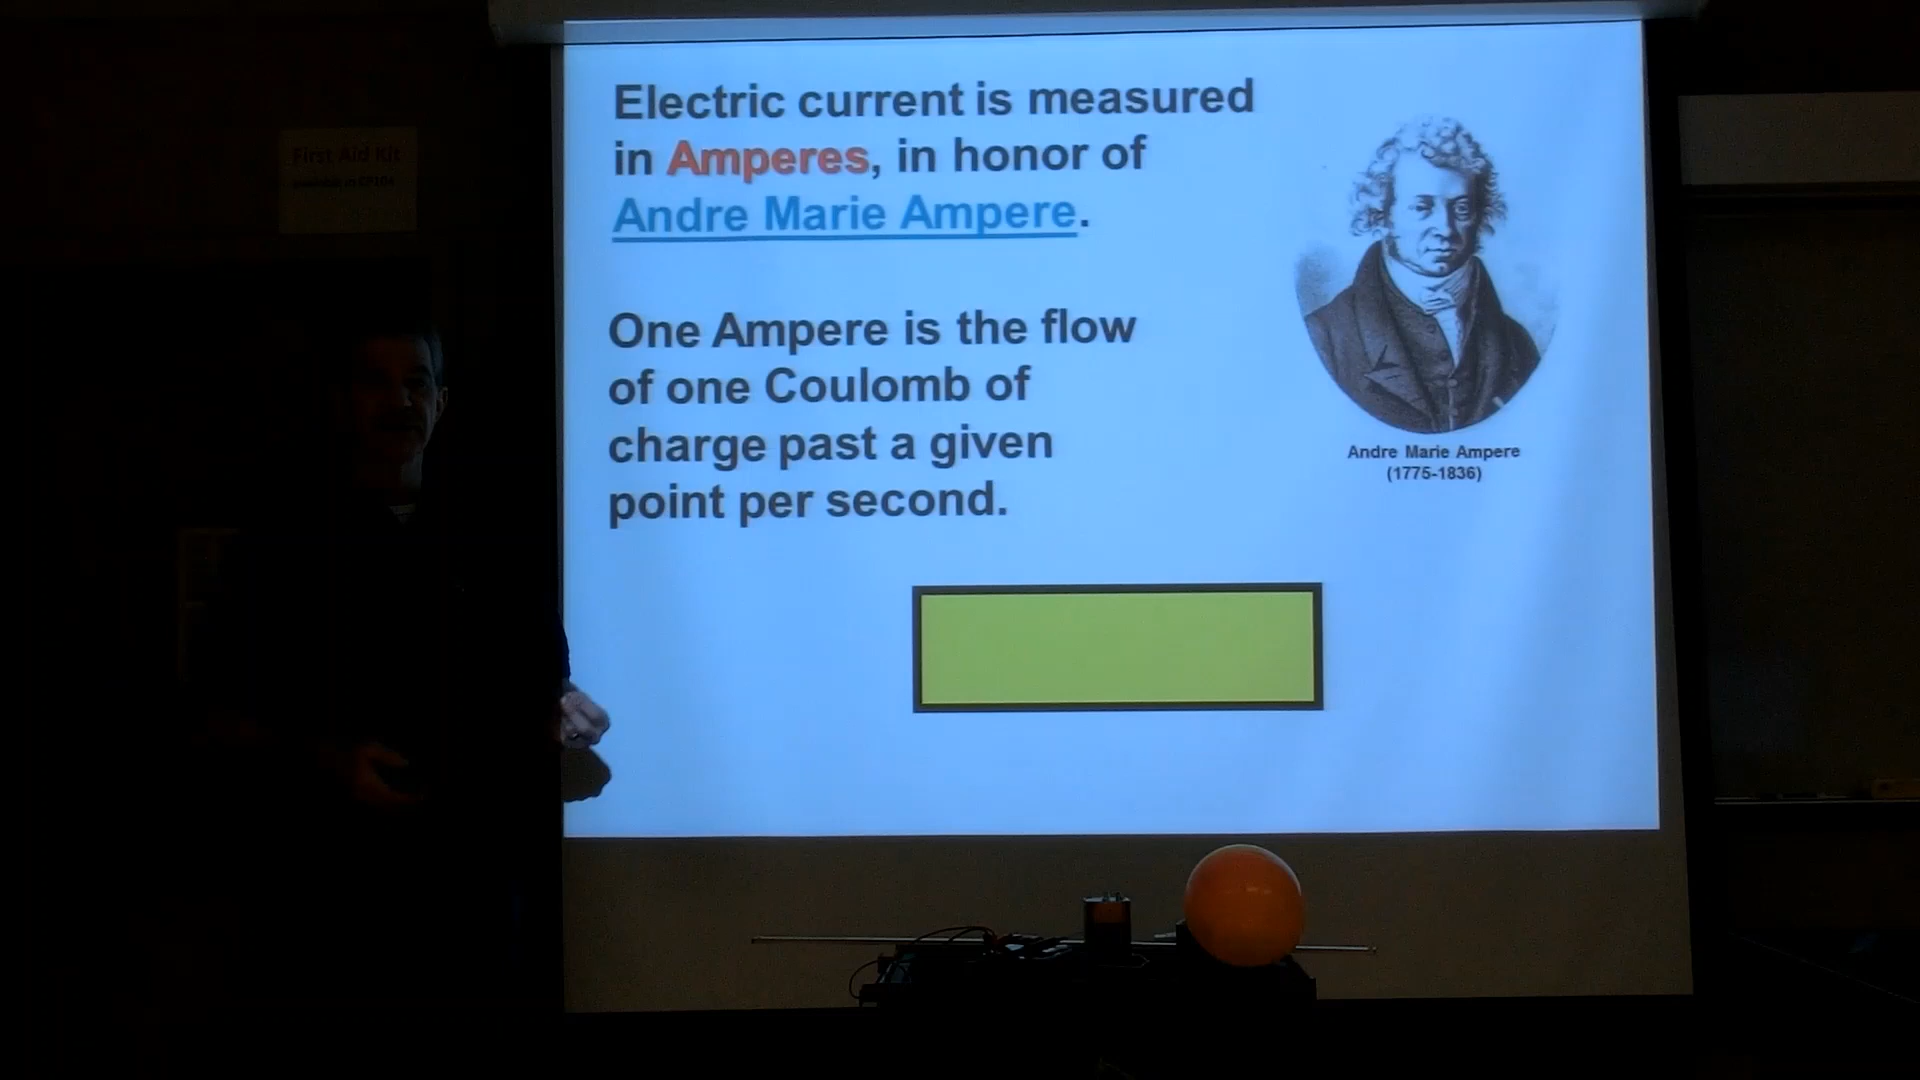 First Aid Kit
Electric current is measured
in Amperes, in honor of
Andre Marie Ampere.
One Ampere is the flow
of one Coulomb of
charge past a given
point per second.
Andre Marie Ampere
(1775-1836)